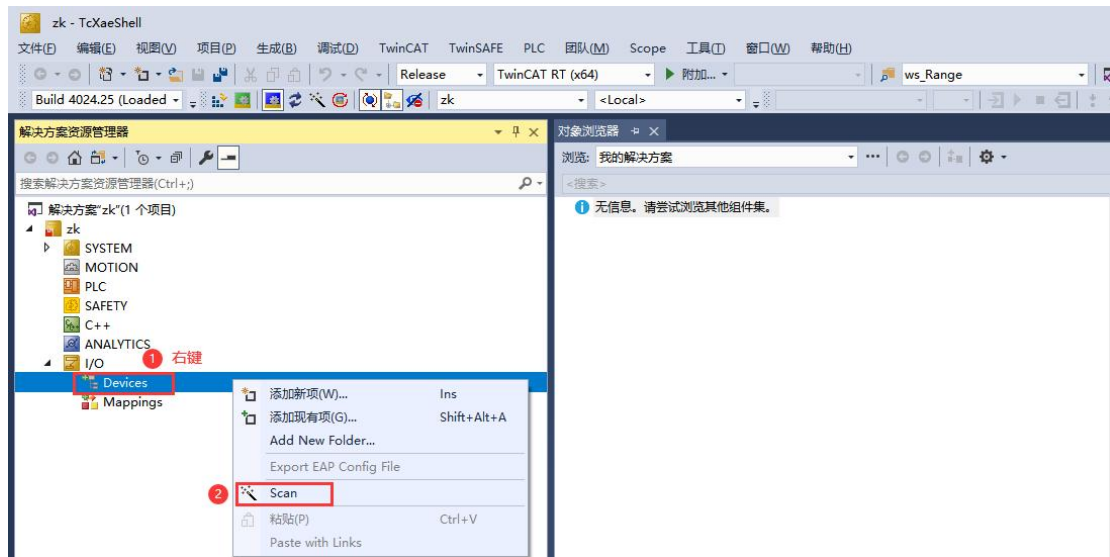 zk - TcXaeShell
文件(F) 编辑(E) 视图(V) 项目(P) 生成(B) 调试(D) TwinCAT TwinSAFE PLC 团队(M) Scope 工具(T) 窗口(W) 帮助(H)
Release TwinCAT RT (x64) 附加... ws_Range
Build 4024.25 (Loaded zk <Local>
解决方案资源管理器
对象浏览器
浏览: 我的解决方案
搜索解决方案资源管理器(Ctrl+;)
<搜索>
解决方案"zk"(1 个项目)
无信息。请尝试浏览其他组件集。
zk
SYSTEM
MOTION
PLC
SAFETY
C++
ANALYTICS
1 右键
I/O
Devices
Mappings
添加新项(W)... Ins
添加现有项(G)... Shift+Alt+A
Add New Folder...
Export EAP Config File
2 Scan
粘贴(P) Ctrl+V
Paste with Links